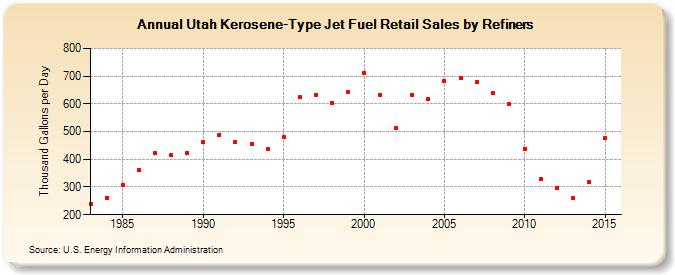 Annual Utah Kerosene-Type Jet Fuel Retail Sales by Refiners
Thousand Gallons per Day
800
700
600
500
400
300
200
1985 1990 1995 2000 2005 2010 2015
Source: U.S. Energy Information Administration